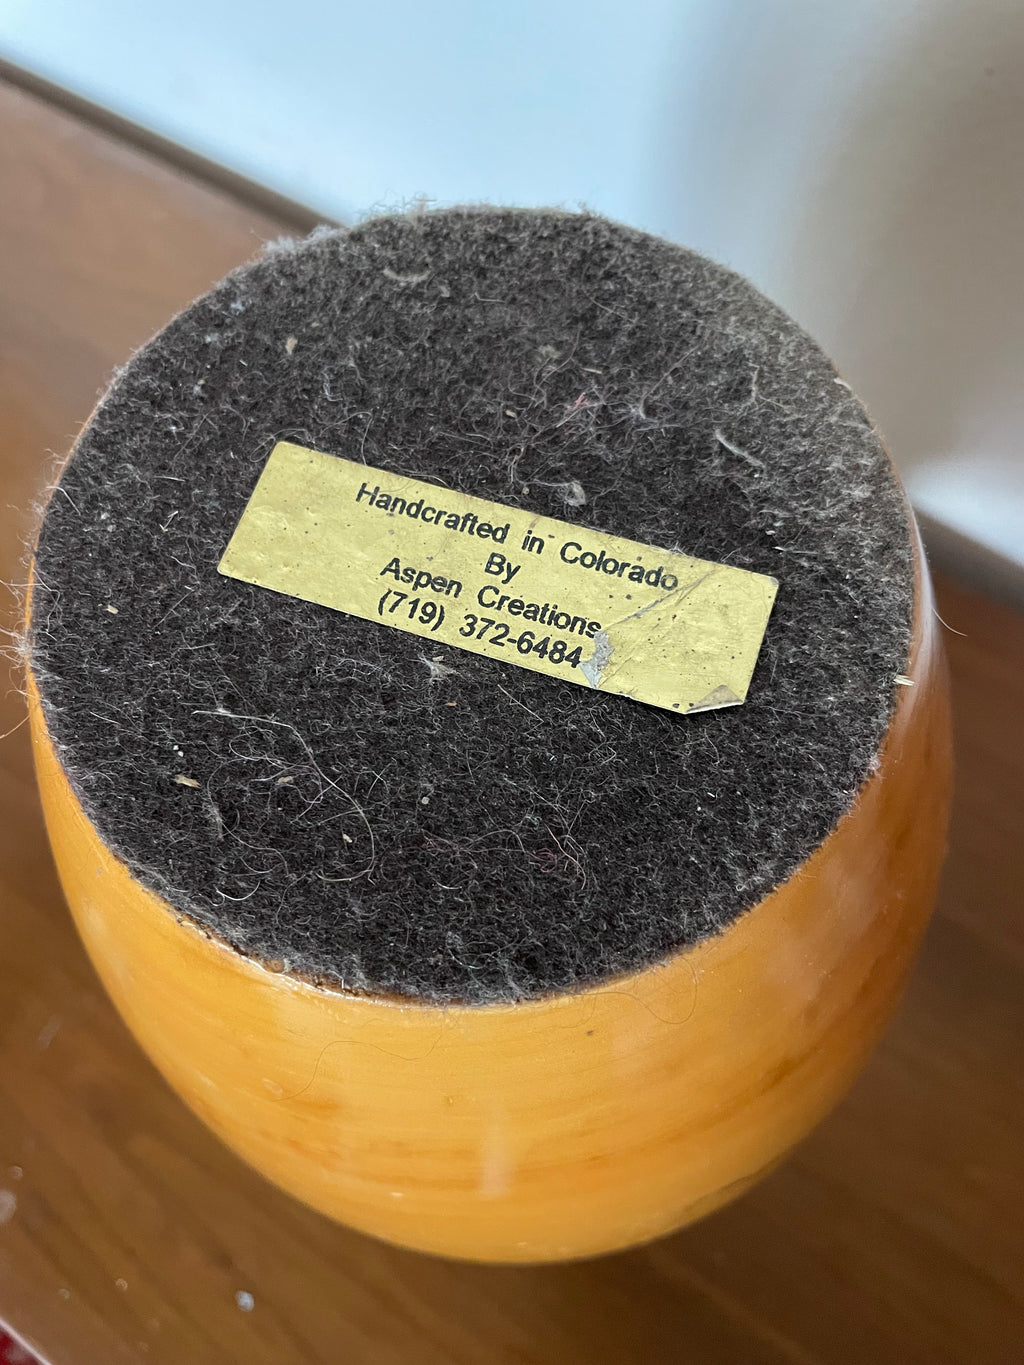 Handcrafted in Colorado
By
Aspen Creations
(719) 372-6484